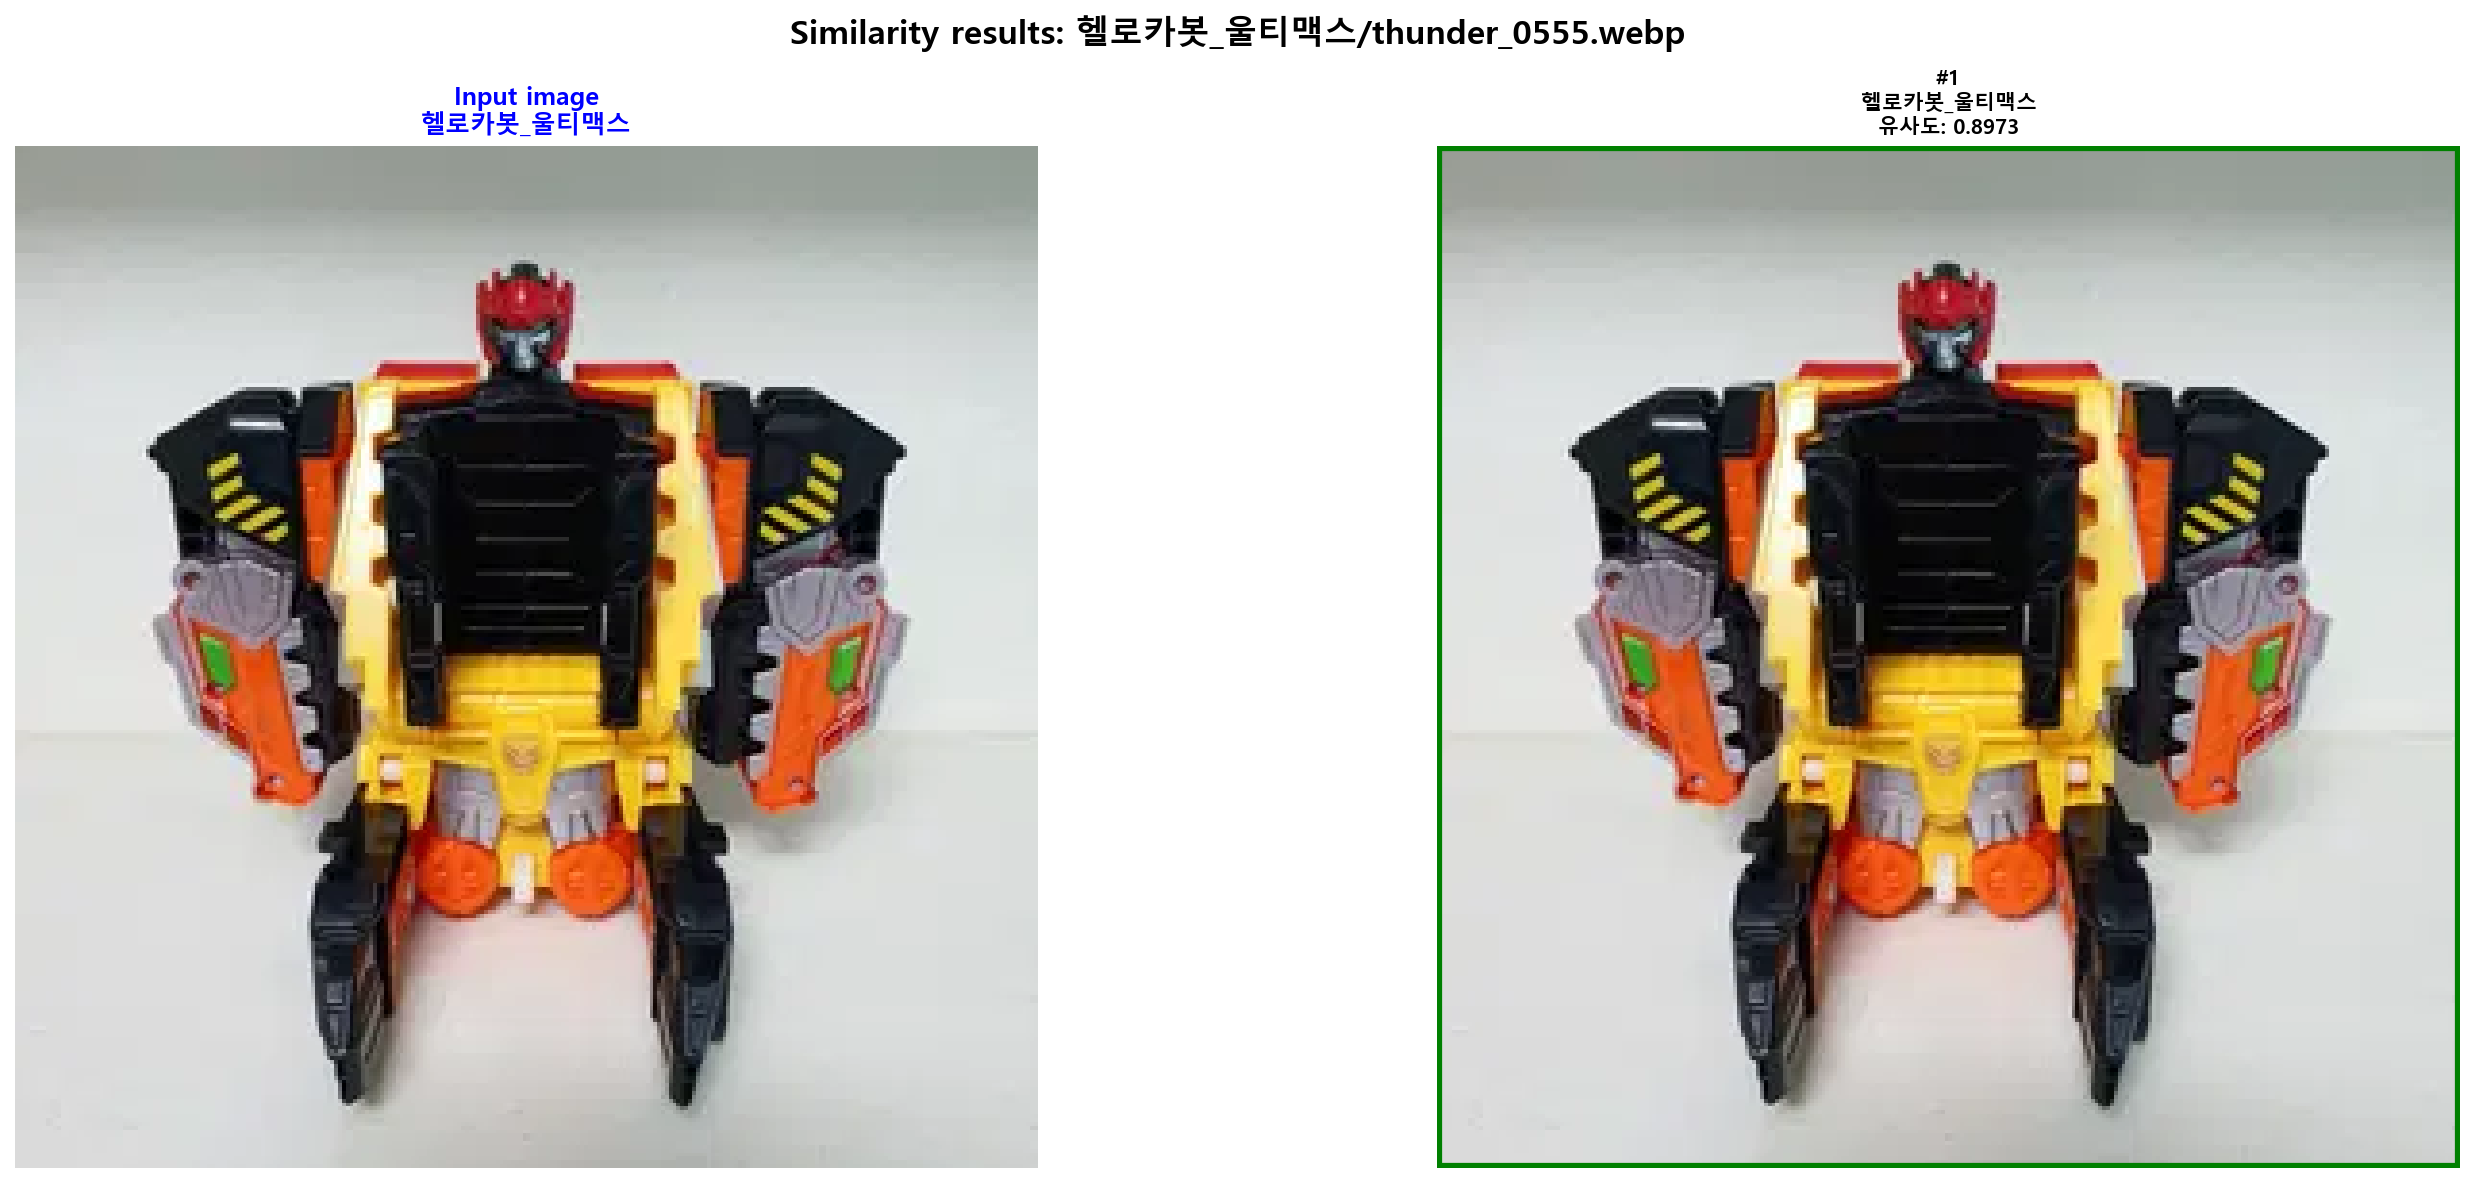 Similarity results: 헬로카봇_울티맥스/thunder_0555.webp
Input image
헬로카봇_울티맥스
#1
헬로카봇_울티맥스
유사도: 0.8973